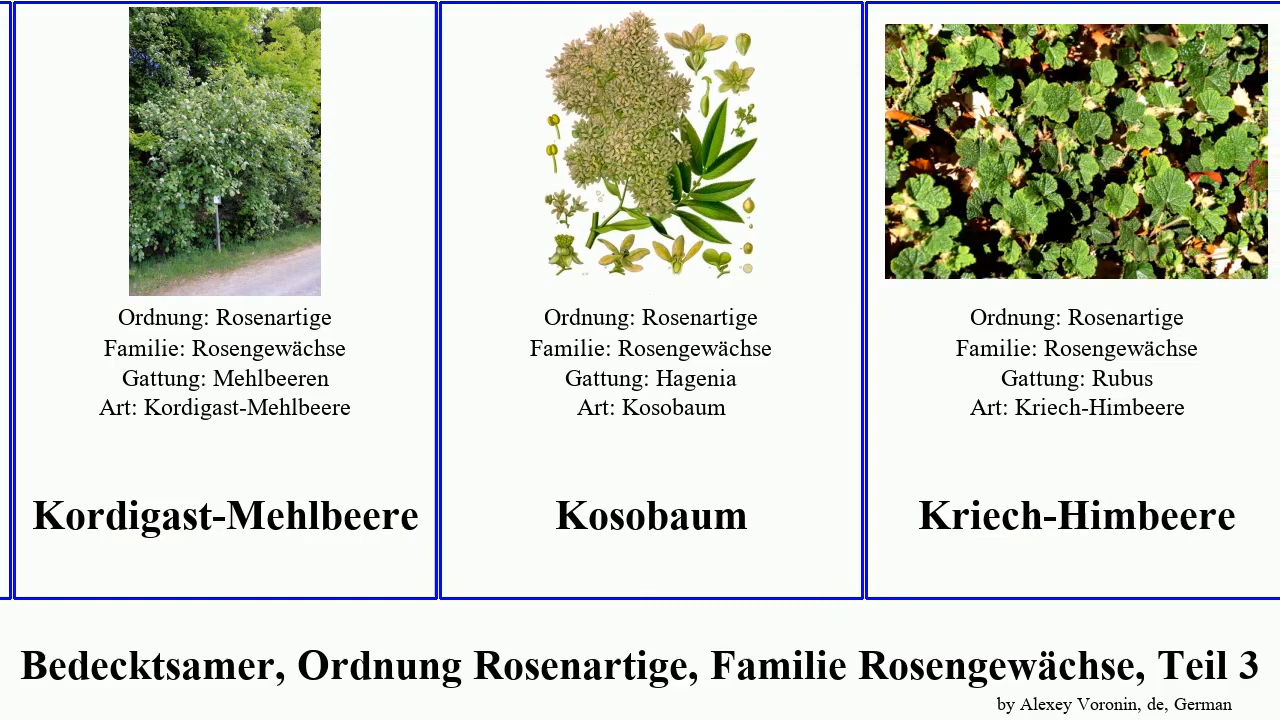 Ordnung: Rosenartige
Familie: Rosengewächse
Gattung: Mehlbeeren
Art: Kordigast-Mehlbeere
Kordigast-Mehlbeere
Ordnung: Rosenartige
Familie: Rosengewächse
Gattung: Hagenia
Art: Kosobaum
Kosobaum
Ordnung: Rosenartige
Familie: Rosengewächse
Gattung: Rubus
Art: Kriech-Himbeere
Kriech-Himbeere
Bedecktsamer, Ordnung Rosenartige, Familie Rosengewächse, Teil 3
by Alexey Voronin, de, German